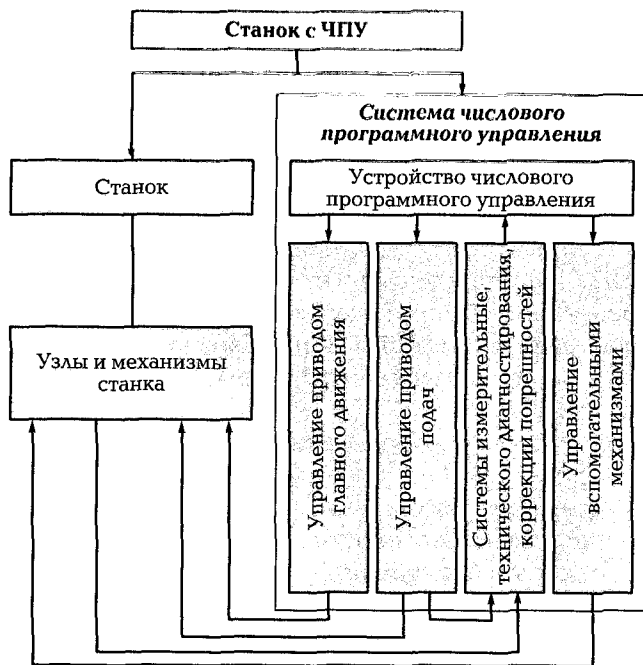 Станок с ЧПУ
Система числового
программного управления
Устройство числового
программного управления
Станок
Узлы и механизмы
станка
Управление приводом
главного движения
Управление приводом
подач
Системы измерительные,
технического диагностирования,
коррекции погрешностей
Управление
вспомогательными
механизмами